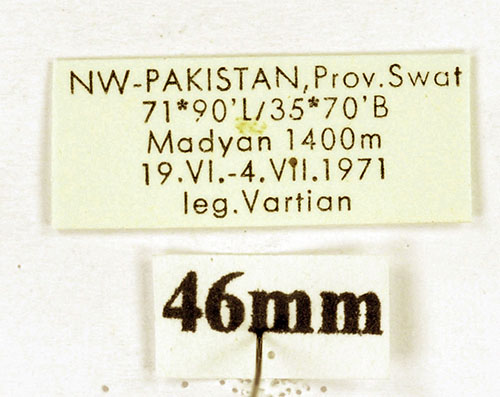 NW-PAKISTAN,Prov.Swat
71*90'L/35*70'B
Madyan 1400m
19.VI.-4.VII.1971
leg.Vartian
46mm